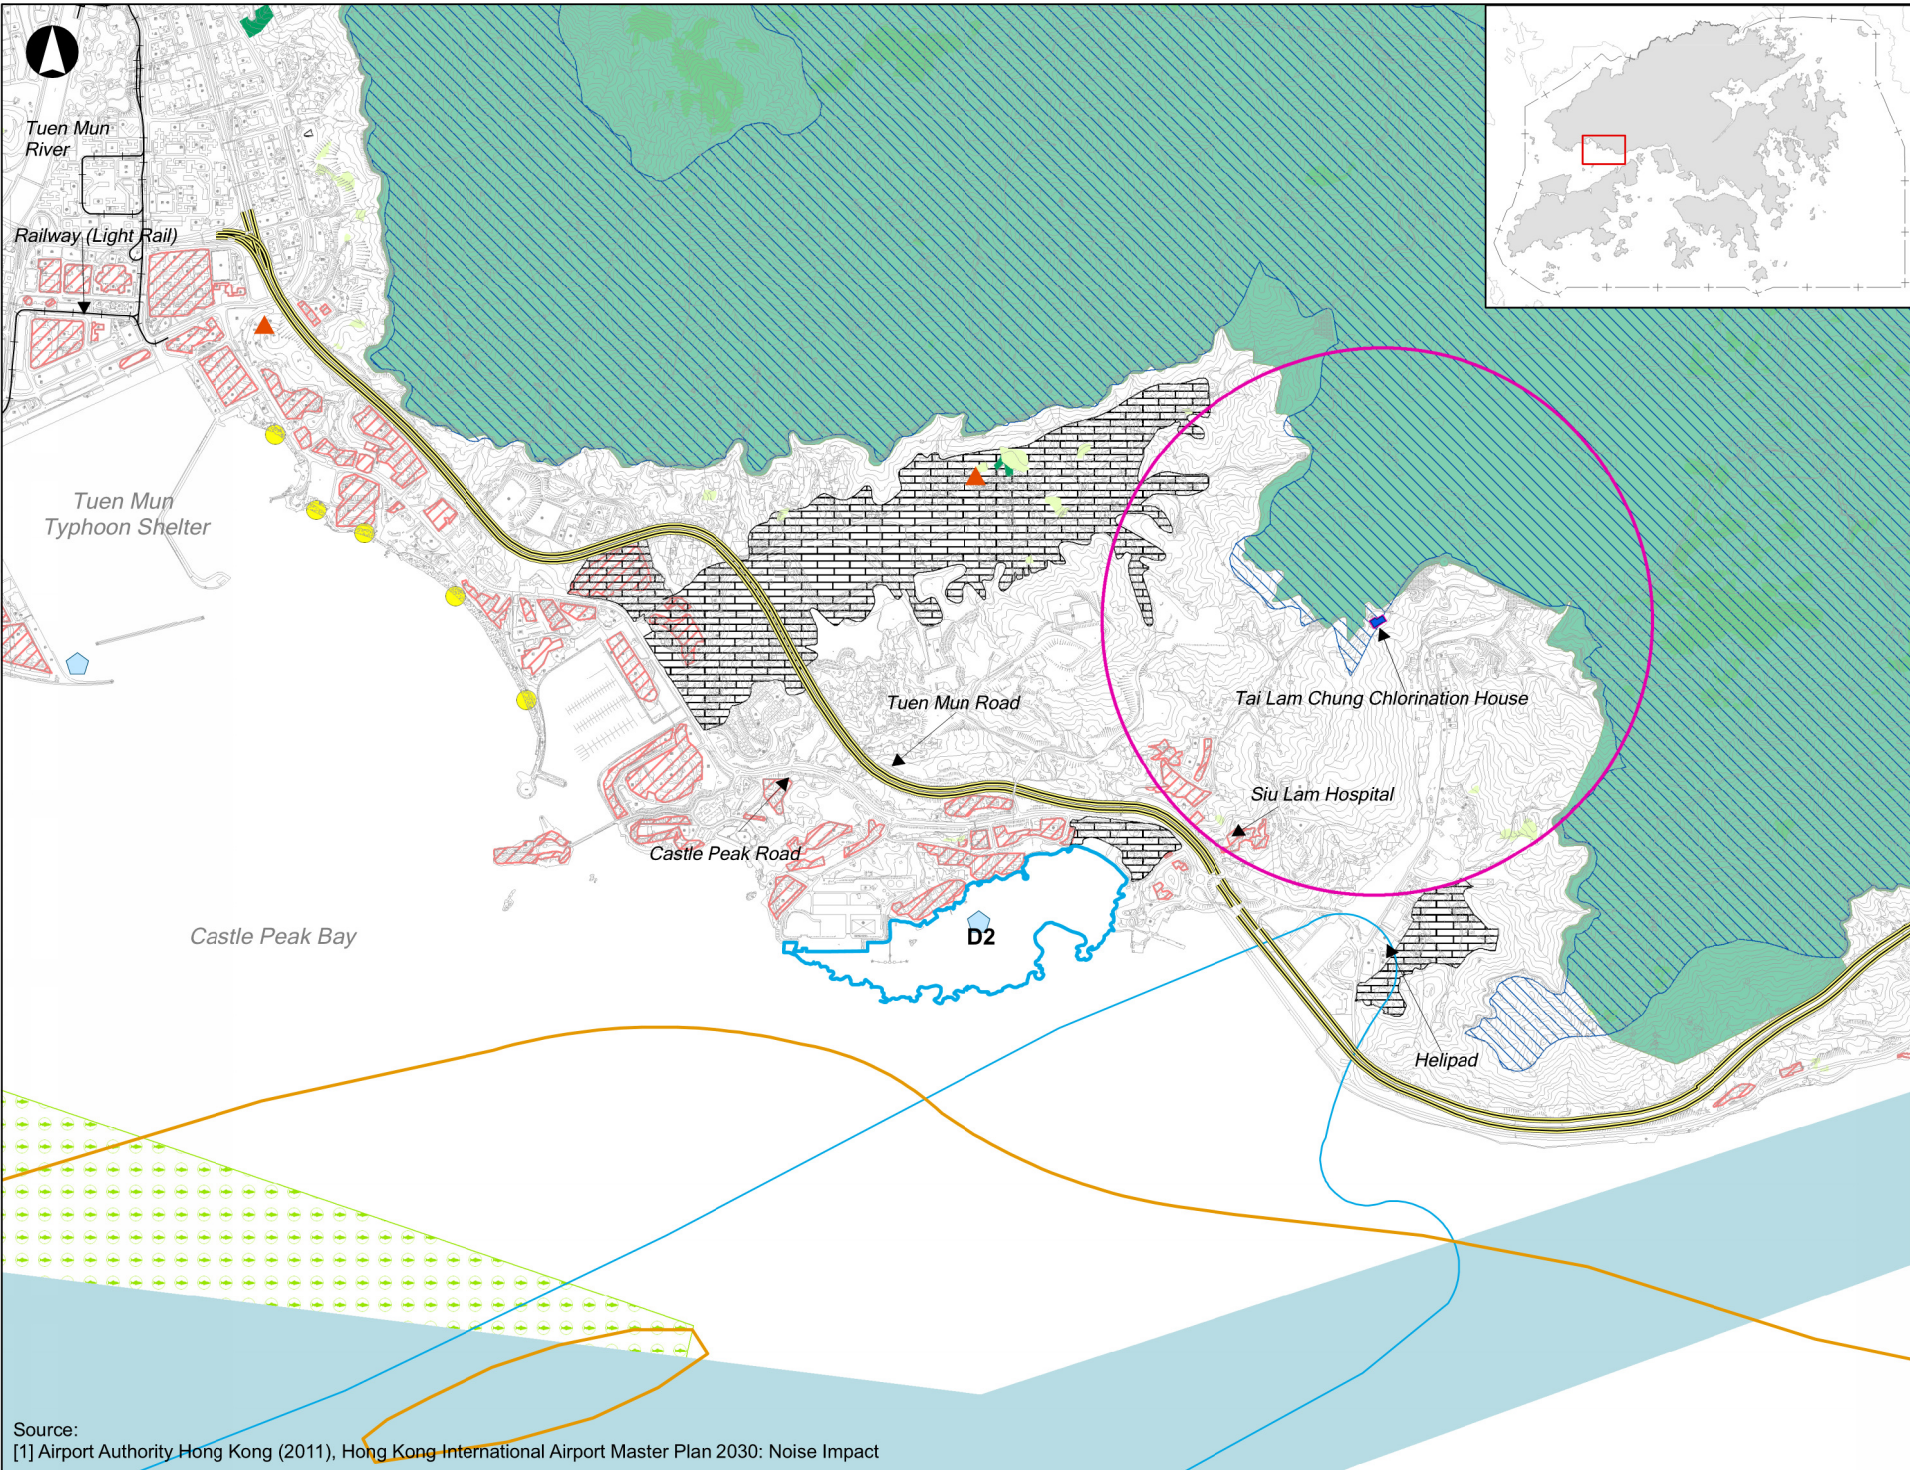 Tuen Mun
River
Railway (Light Rail)
Tuen Mun
Typhoon Shelter
Tuen Mun Road
Tai Lam Chung Chlorination House
Siu Lam Hospital
Castle Peak Road
Castle Peak Bay
D2
Helipad
Source:
[1] Airport Authority Hong Kong (2011), Hong Kong International Airport Master Plan 2030: Noise Impact